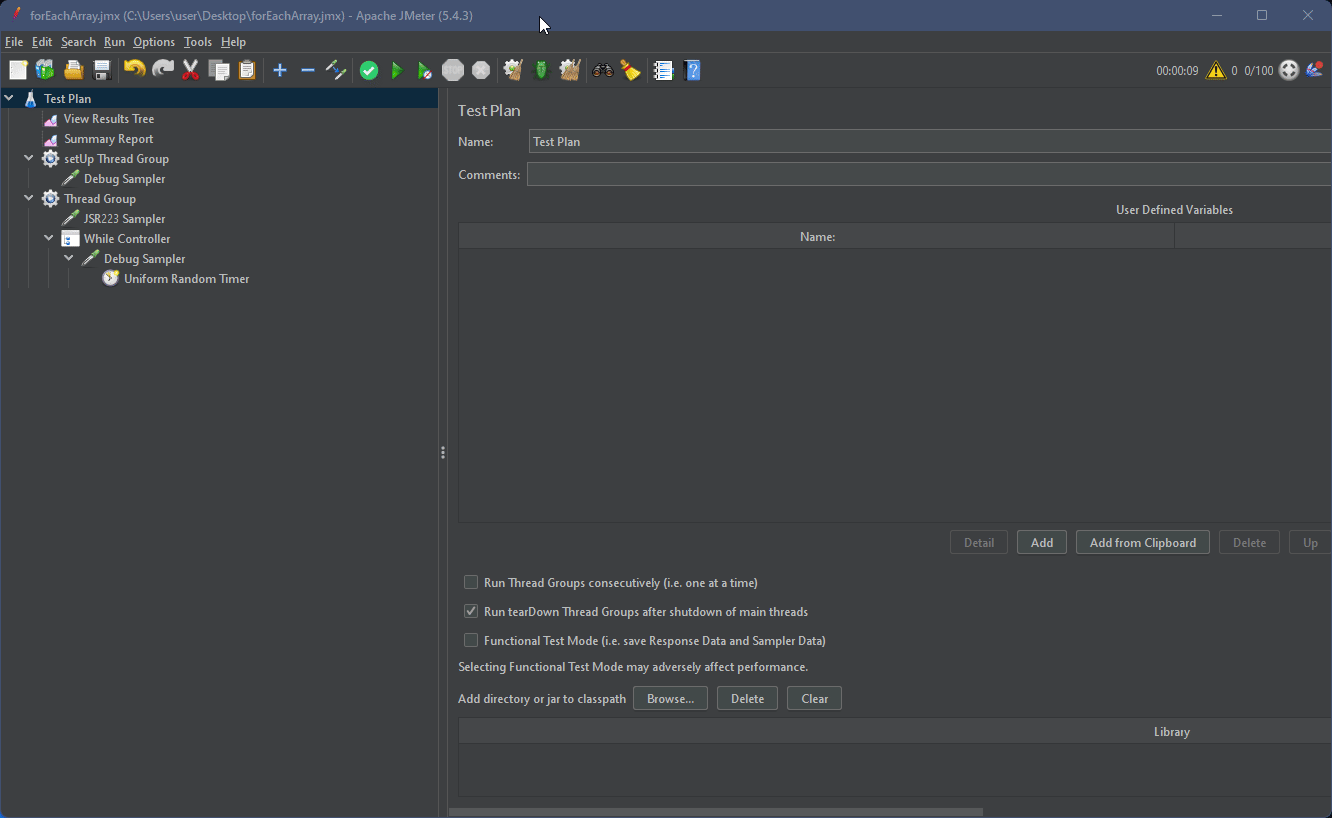 forEachArray.jmx (C:\Users\user\Desktop\forEachArray.jmx) - Apache JMeter (5.4.3)
File Edit Search Run Options Tools Help
STOP
00:00:09 0 0/100
Test Plan
View Results Tree
Summary Report
setUp Thread Group
Debug Sampler
Thread Group
JSR223 Sampler
While Controller
Debug Sampler
Uniform Random Timer
Test Plan
Name: Test Plan
Comments:
User Defined Variables
Name:
Detail Add Add from Clipboard Delete Up
Run Thread Groups consecutively (i.e. one at a time)
Run tearDown Thread Groups after shutdown of main threads
Functional Test Mode (i.e. save Response Data and Sampler Data)
Selecting Functional Test Mode may adversely affect performance.
Add directory or jar to classpath Browse... Delete Clear
Library